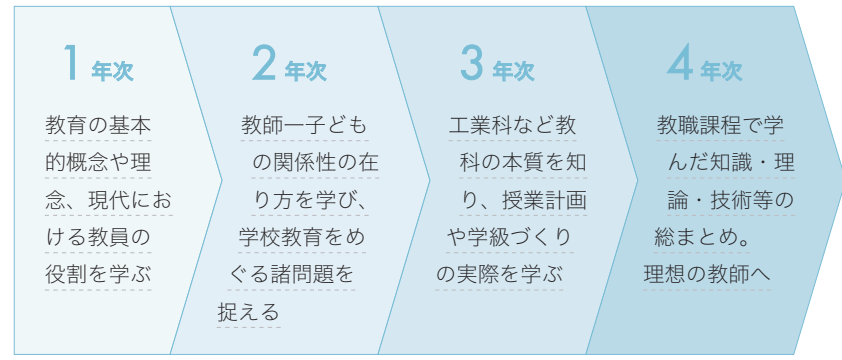 1 年次
教育の基本
的概念や理
念、現代にお
ける教員の
役割を学ぶ
2 年次
教師ー子ども
の関係性の在
り方を学び、
学校教育をめ
ぐる諸問題を
捉える
3 年次
工業科など教
科の本質を知
り、授業計画
や学級づくり
の実際を学ぶ
4 年次
教職課程で学
んだ知識・理
論・技術等の
総まとめ。
理想の教師へ